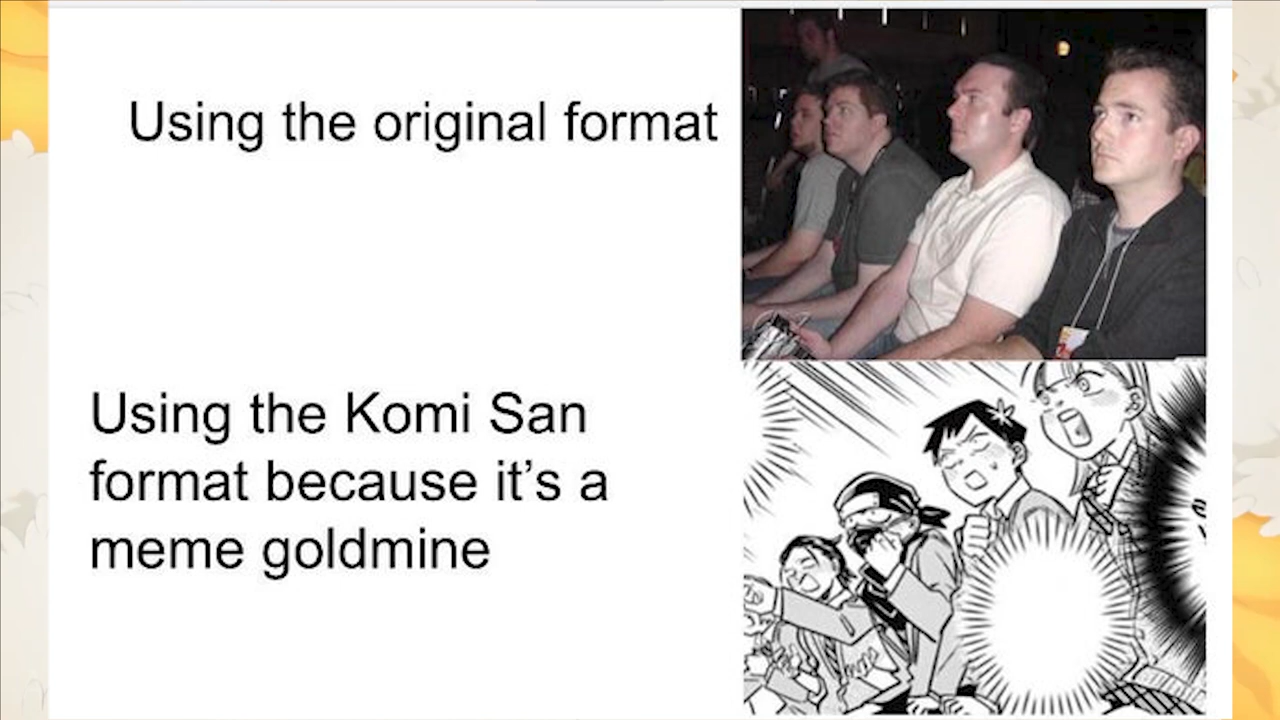 Using the original format
Using the Komi San
format because it's a
meme goldmine